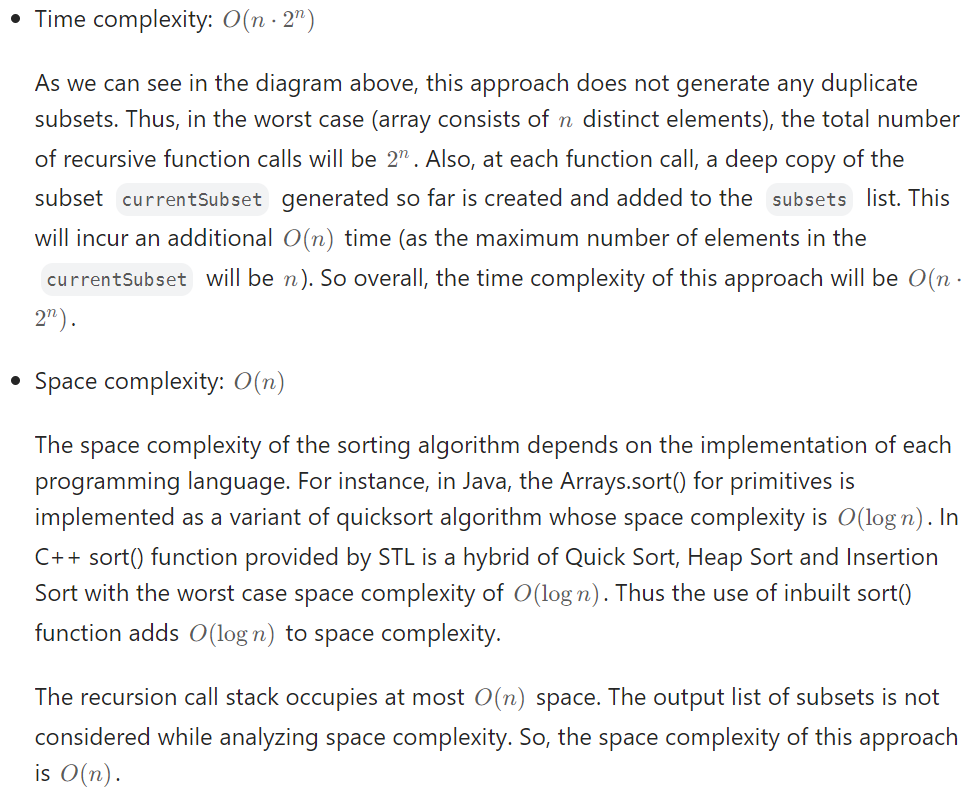 • Time complexity: O(n · 2ⁿ)
As we can see in the diagram above, this approach does not generate any duplicate
subsets. Thus, in the worst case (array consists of n distinct elements), the total number
of recursive function calls will be 2ⁿ. Also, at each function call, a deep copy of the
subset currentSubset generated so far is created and added to the subsets list. This
will incur an additional O(n) time (as the maximum number of elements in the
currentSubset will be n). So overall, the time complexity of this approach will be O(n ·
2ⁿ).
• Space complexity: O(n)
The space complexity of the sorting algorithm depends on the implementation of each
programming language. For instance, in Java, the Arrays.sort() for primitives is
implemented as a variant of quicksort algorithm whose space complexity is O(log n). In
C++ sort() function provided by STL is a hybrid of Quick Sort, Heap Sort and Insertion
Sort with the worst case space complexity of O(log n). Thus the use of inbuilt sort()
function adds O(log n) to space complexity.
The recursion call stack occupies at most O(n) space. The output list of subsets is not
considered while analyzing space complexity. So, the space complexity of this approach
is O(n).